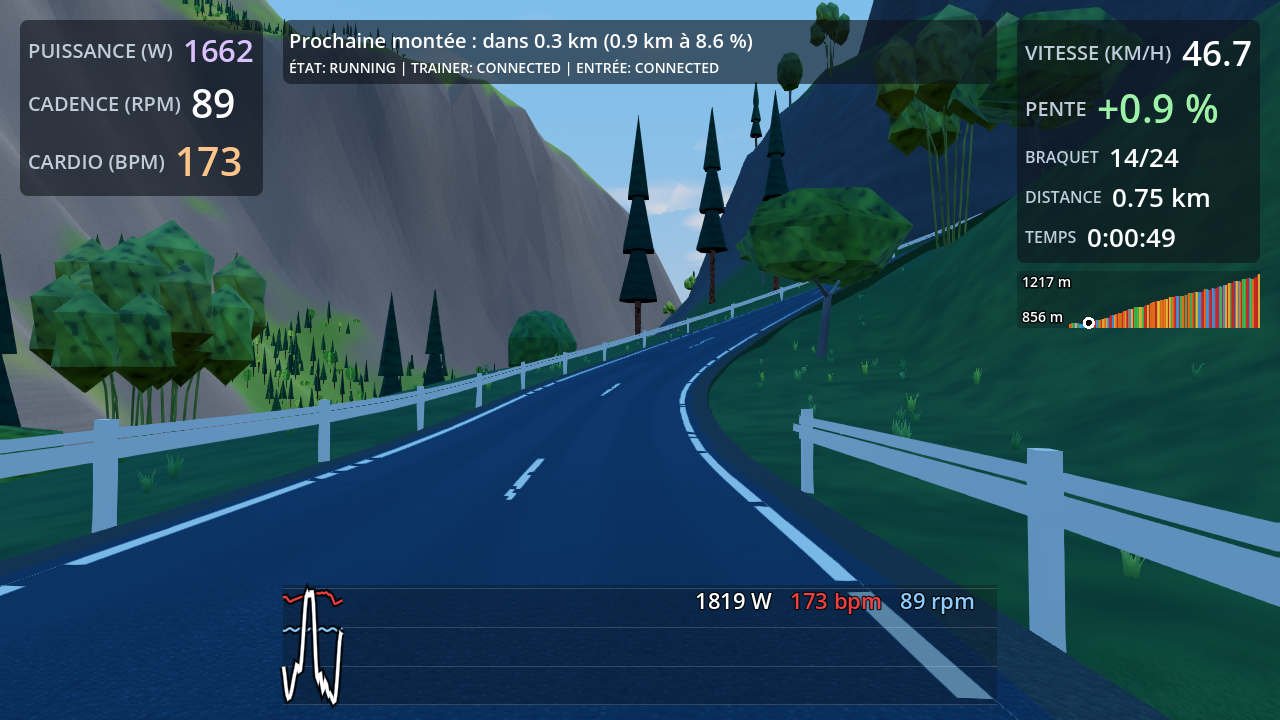 PUISSANCE (W) 1662
CADENCE (RPM) 89
CARDIO (BPM) 173
Prochaine montée : dans 0.3 km (0.9 km à 8.6 %)
ÉTAT: RUNNING | TRAINER: CONNECTED | ENTRÉE: CONNECTED
VITESSE (KM/H) 46.7
PENTE +0.9 %
BRAQUET 14/24
DISTANCE 0.75 km
TEMPS 0:00:49
1217 m
856 m
1819 W 173 bpm 89 rpm